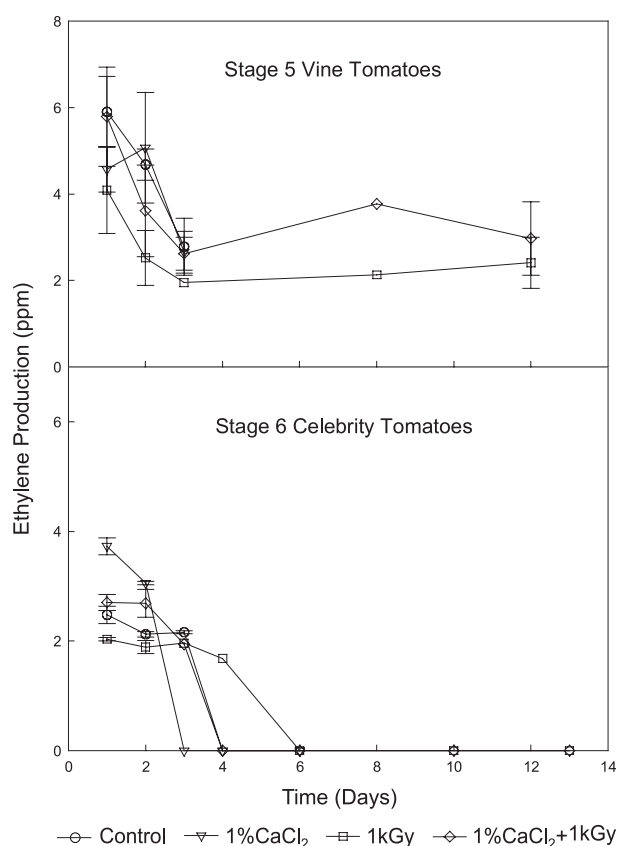 8
Stage 5 Vine Tomatoes
6
4
2
0
Ethylene Production (ppm)
Stage 6 Celebrity Tomatoes
6
4
2
0
0 2 4 6 8 10 12 14
Time (Days)
Control 1%CaCl₂ 1kGy 1%CaCl₂+1kGy